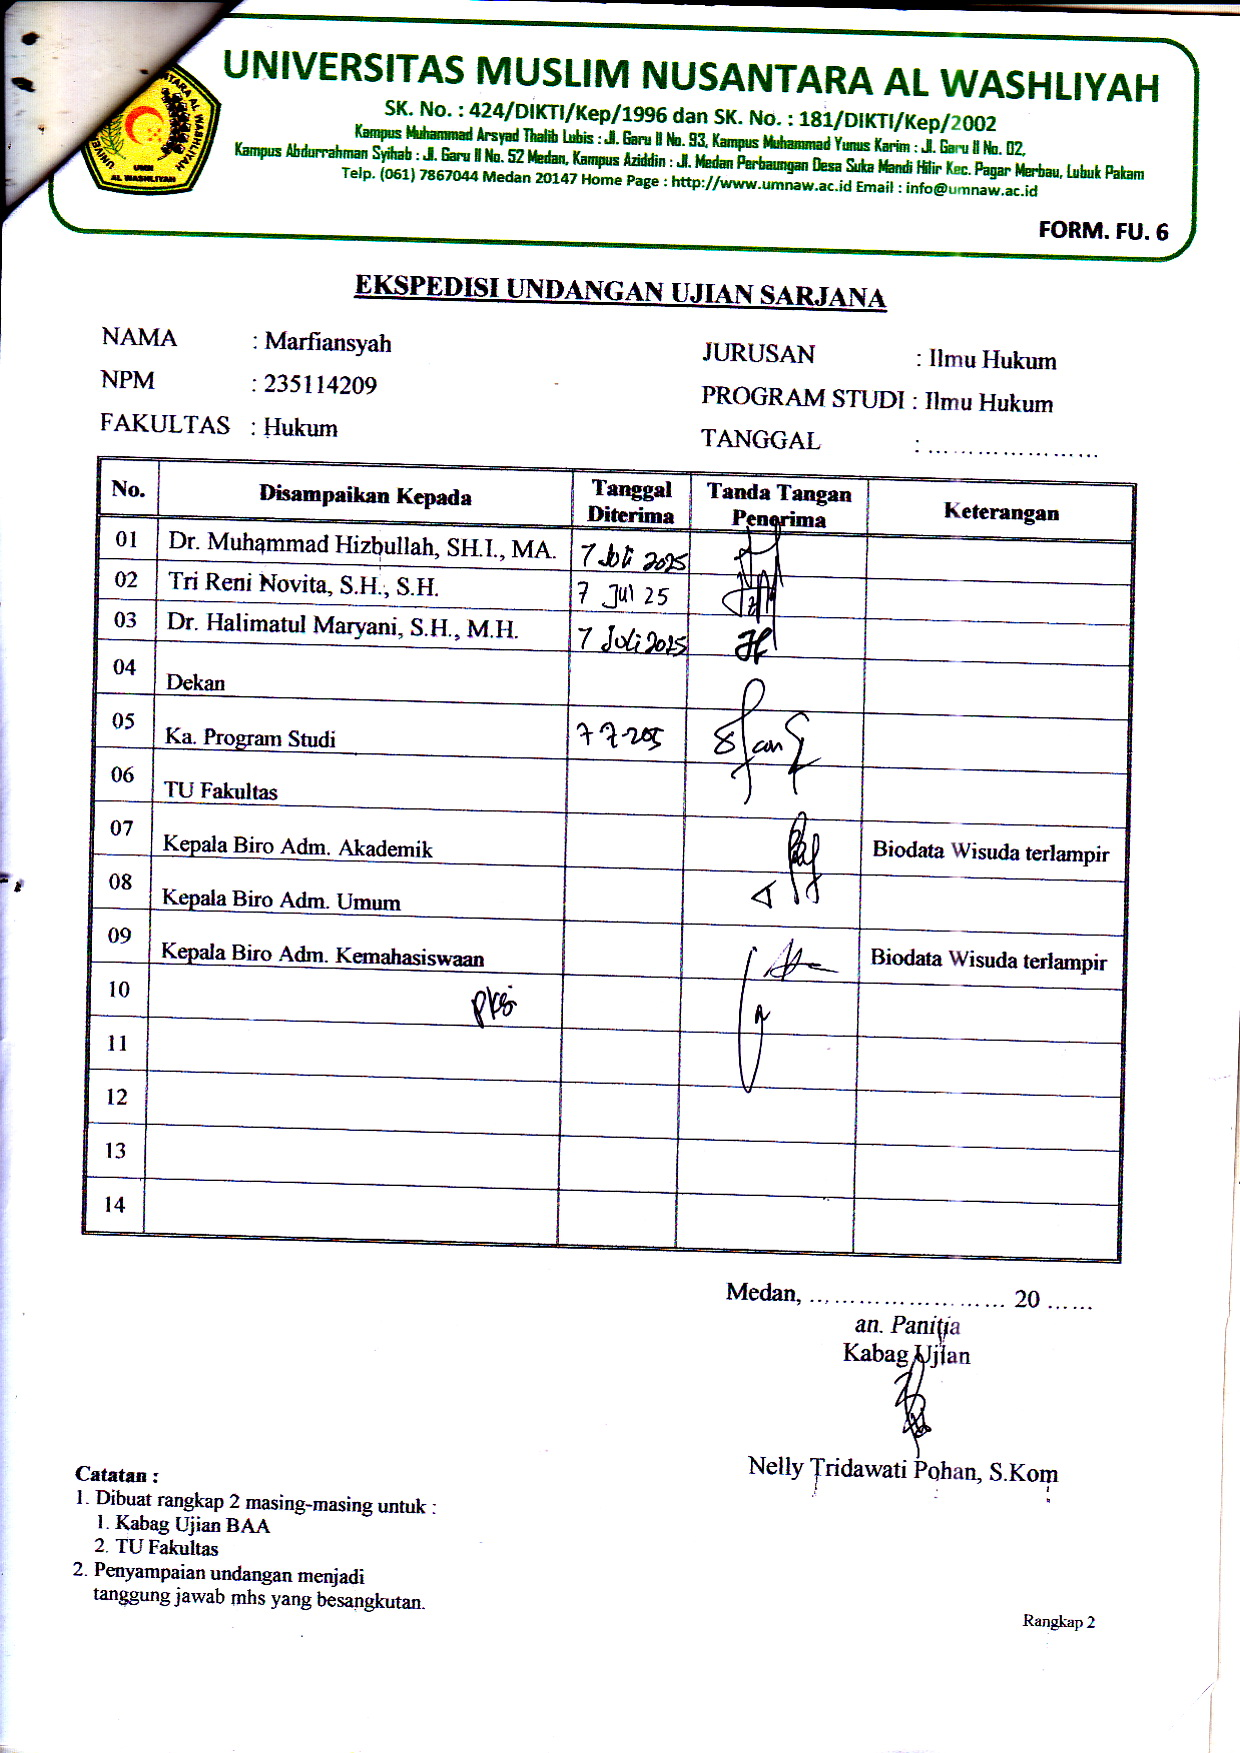 UNIVERSITAS MUSLIM NUSANTARA AL WASHLIYAH
SK. No. : 424/DIKTI/Kep/1996 dan SK. No. : 181/DIKTI/Kep/2002
Kampus Muhammad Arsyad Thalib Lubis : Jl. Garu II No. 93, Kampus Muhammad Yunus Karim : Jl. Garu II No. 02,
Kampus Abdurrahman Syihab : Jl. Garu II No. 52 Medan, Kampus Aziddin : Jl. Medan Perbaungan Desa Suka Mandi Hilir Kec. Pagar Merbau, Lubuk Pakam
Telp. (061) 7867044 Medan 20147 Home Page : http://www.umnaw.ac.id Email : info@umnaw.ac.id
UMN
AL WASHLIYAH
FORM. FU. 6
EKSPEDISI UNDANGAN UJIAN SARJANA
NAMA : Marfiansyah JURUSAN : Ilmu Hukum
NPM : 235114209 PROGRAM STUDI : Ilmu Hukum
FAKULTAS : Hukum TANGGAL : .....................
No. Disampaikan Kepada Tanggal Diterima Tanda Tangan Penerima Keterangan
01 Dr. Muhammad Hizbullah, SH.I., MA. 7 Juli 2025
02 Tri Reni Novita, S.H., S.H. 7 Jul 25
03 Dr. Halimatul Maryani, S.H., M.H. 7 Juli 2025
04 Dekan
05 Ka. Program Studi 7 7-205
06 TU Fakultas
07 Kepala Biro Adm. Akademik Biodata Wisuda terlampir
08 Kepala Biro Adm. Umum
09 Kepala Biro Adm. Kemahasiswaan Biodata Wisuda terlampir
10
11
12
13
14
Medan, ........................ 20 ......
an. Panitia
Kabag Ujian
Nelly Tridawati Pohan, S.Kom
Catatan :
1. Dibuat rangkap 2 masing-masing untuk :
1. Kabag Ujian BAA
2. TU Fakultas
2. Penyampaian undangan menjadi
tanggung jawab mhs yang besangkutan.
Rangkap 2